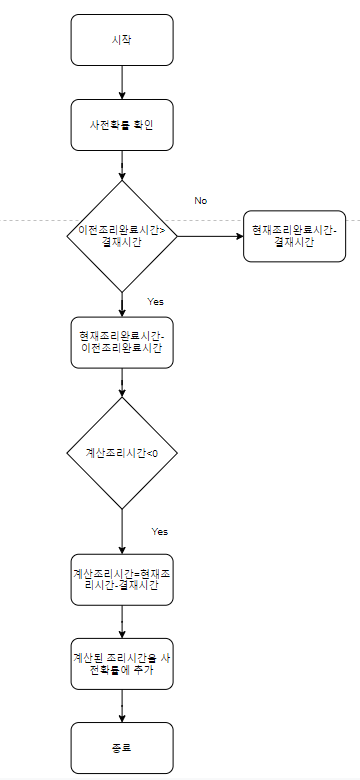 시작
사전확률 확인
이전조리완료시간>
결재시간
No
현재조리완료시간-
결재시간
Yes
현재조리완료시간-
이전조리완료시간
계산조리시간<0
Yes
계산조리시간=현재조
리시간-결재시간
계산된 조리시간을 사
전확률에 추가
종료